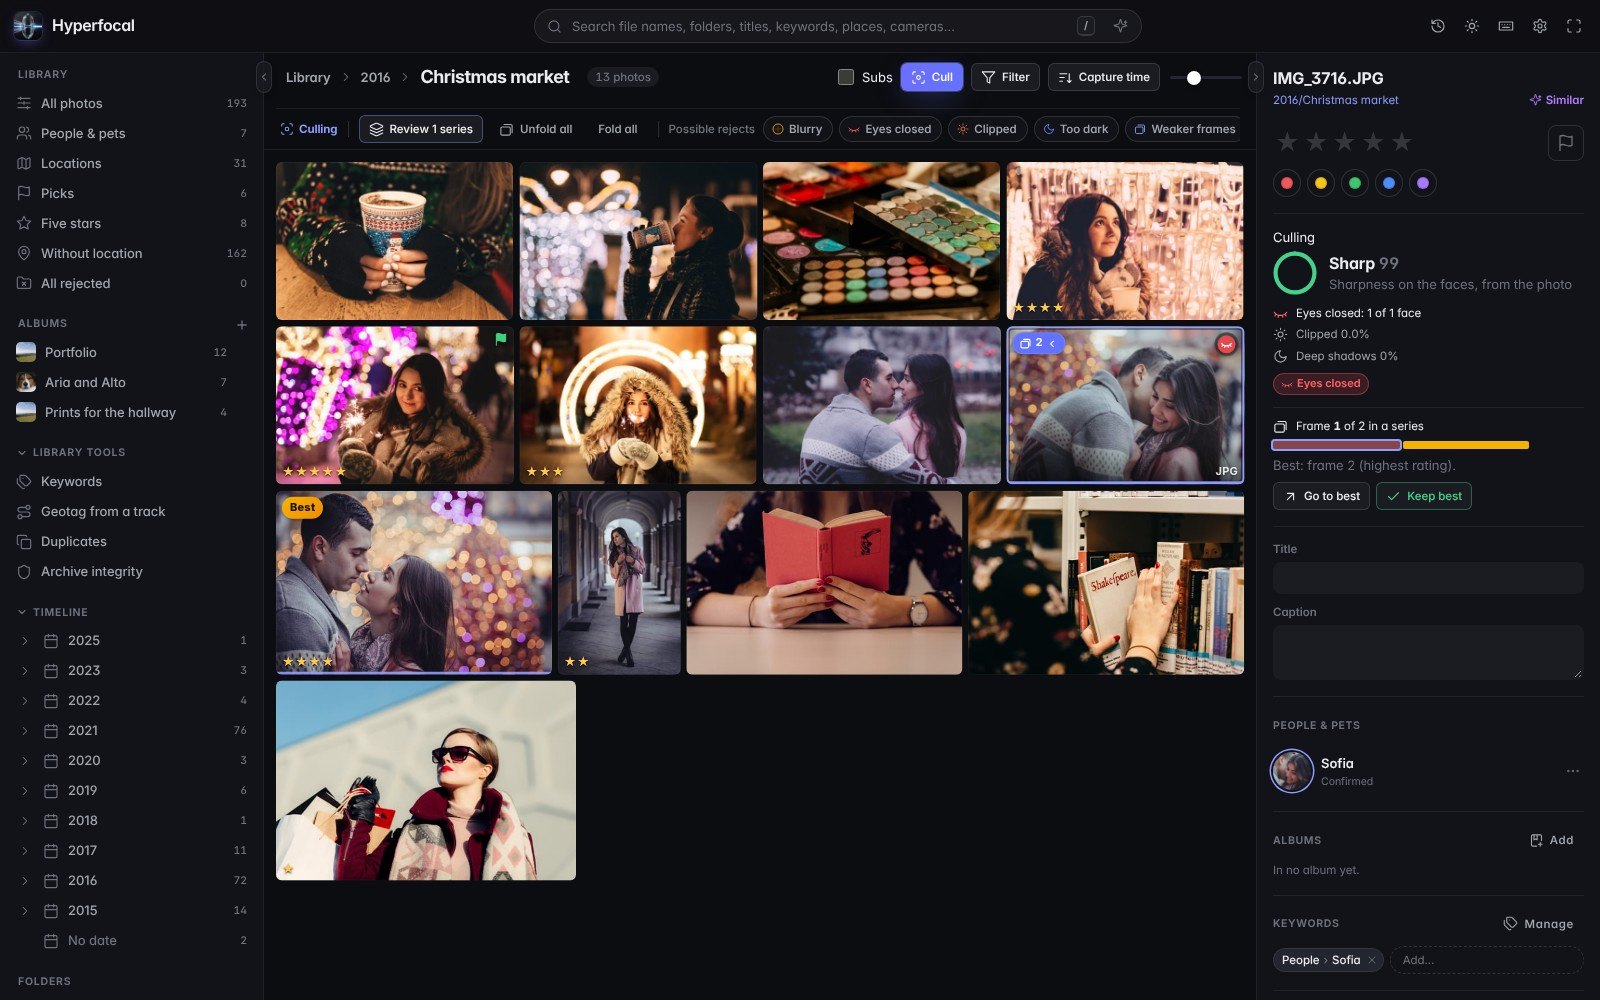 Hyperfocal
Search file names, folders, titles, keywords, places, cameras...
/
LIBRARY
All photos 193
People & pets 7
Locations 31
Picks 6
Five stars 8
Without location 162
All rejected 0
ALBUMS
Portfolio 12
Aria and Alto 7
Prints for the hallway 4
LIBRARY TOOLS
Keywords
Geotag from a track
Duplicates
Archive integrity
TIMELINE
2025 1
2023 3
2022 4
2021 76
2020 3
2019 6
2018 1
2017 11
2016 72
2015 14
No date 2
FOLDERS
Library 2016 Christmas market 13 photos
Subs Cull Filter Capture time
Culling Review 1 series Unfold all Fold all Possible rejects Blurry Eyes closed Clipped Too dark Weaker frames
2
JPG
Best
Shakespeare.
IMG_3716.JPG
2016/Christmas market Similar
Culling
Sharp 99
Sharpness on the faces, from the photo
Eyes closed: 1 of 1 face
Clipped 0.0%
Deep shadows 0%
Eyes closed
Frame 1 of 2 in a series
Best: frame 2 (highest rating).
Go to best Keep best
Title
Caption
PEOPLE & PETS
Sofia
Confirmed
ALBUMS Add
In no album yet.
KEYWORDS Manage
People › Sofia × Add...